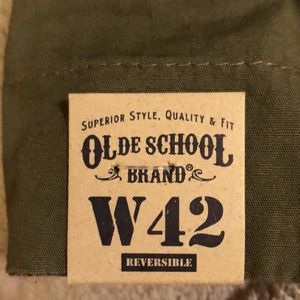 SUPERIOR STYLE, QUALITY & FIT
OLDE SCHOOL
BRAND®
W42
REVERSIBLE